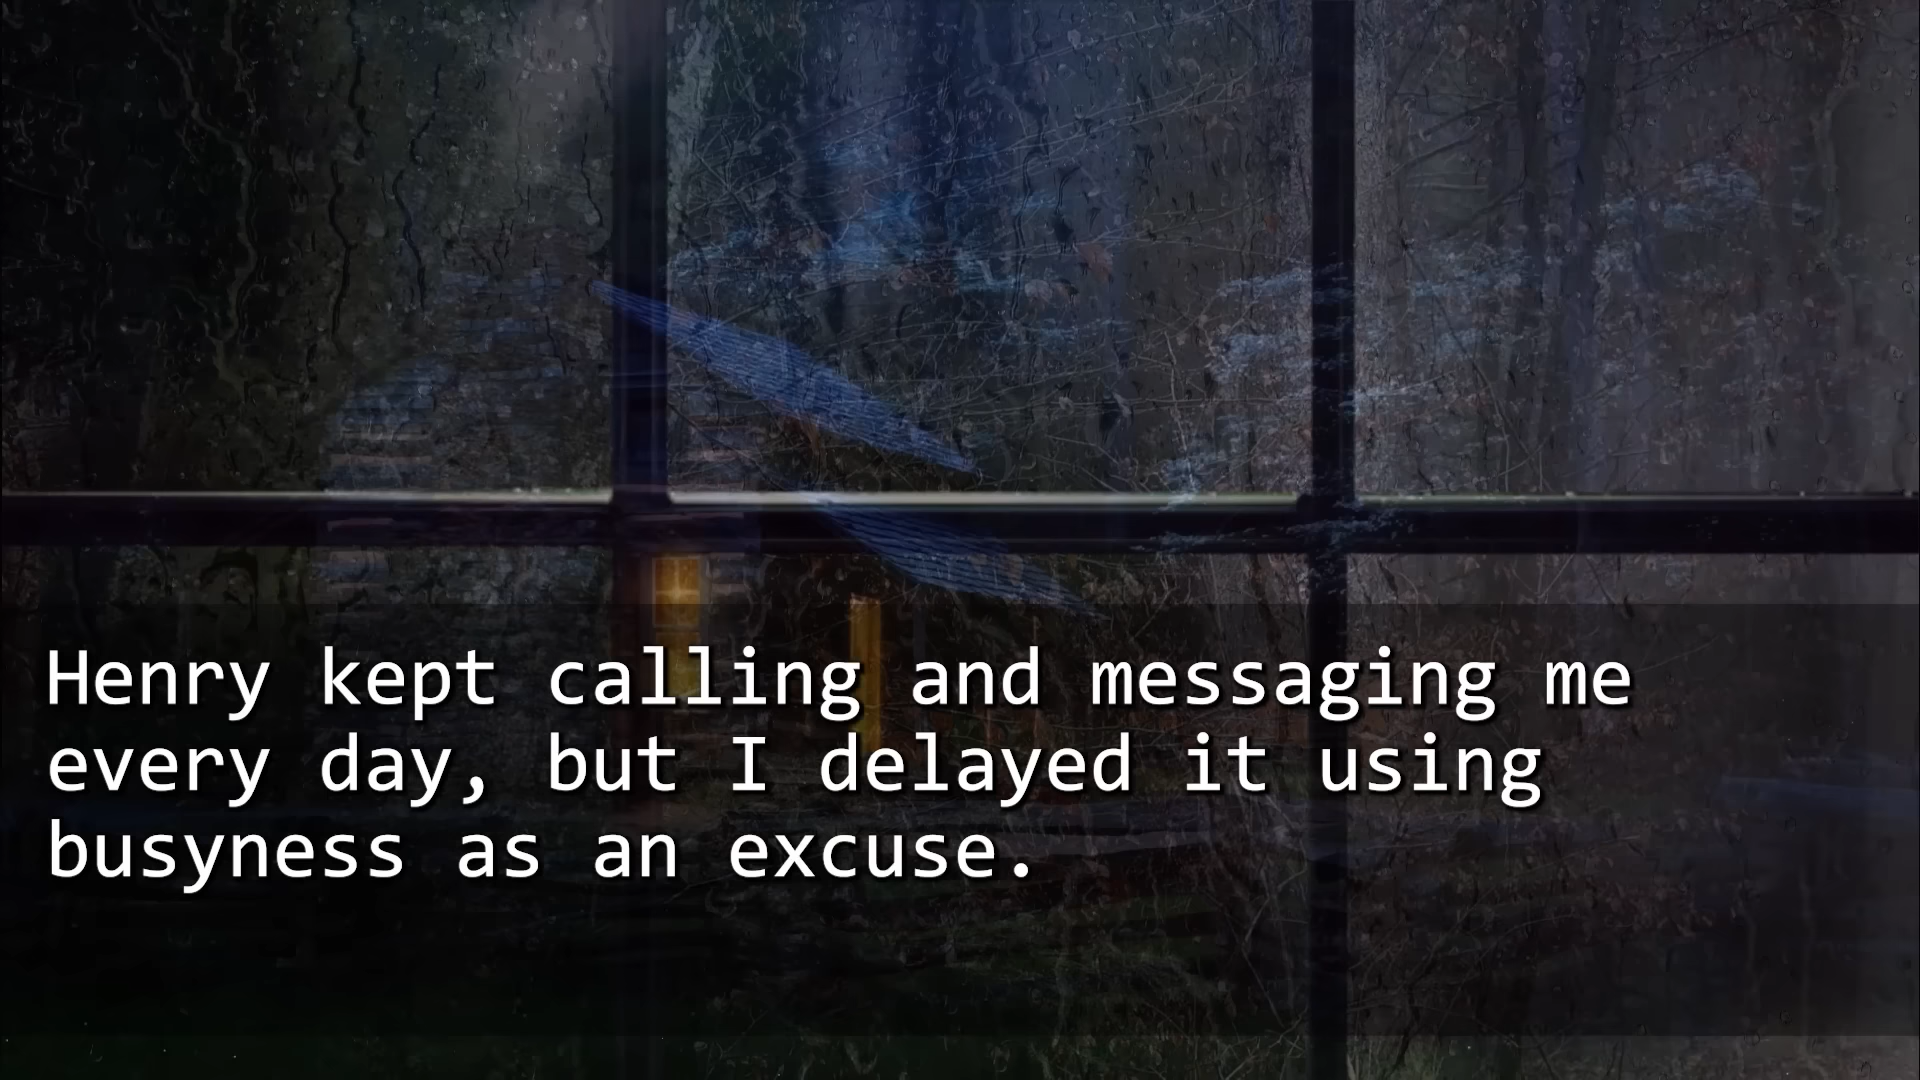 Henry kept calling and messaging me
every day, but I delayed it using
busyness as an excuse.